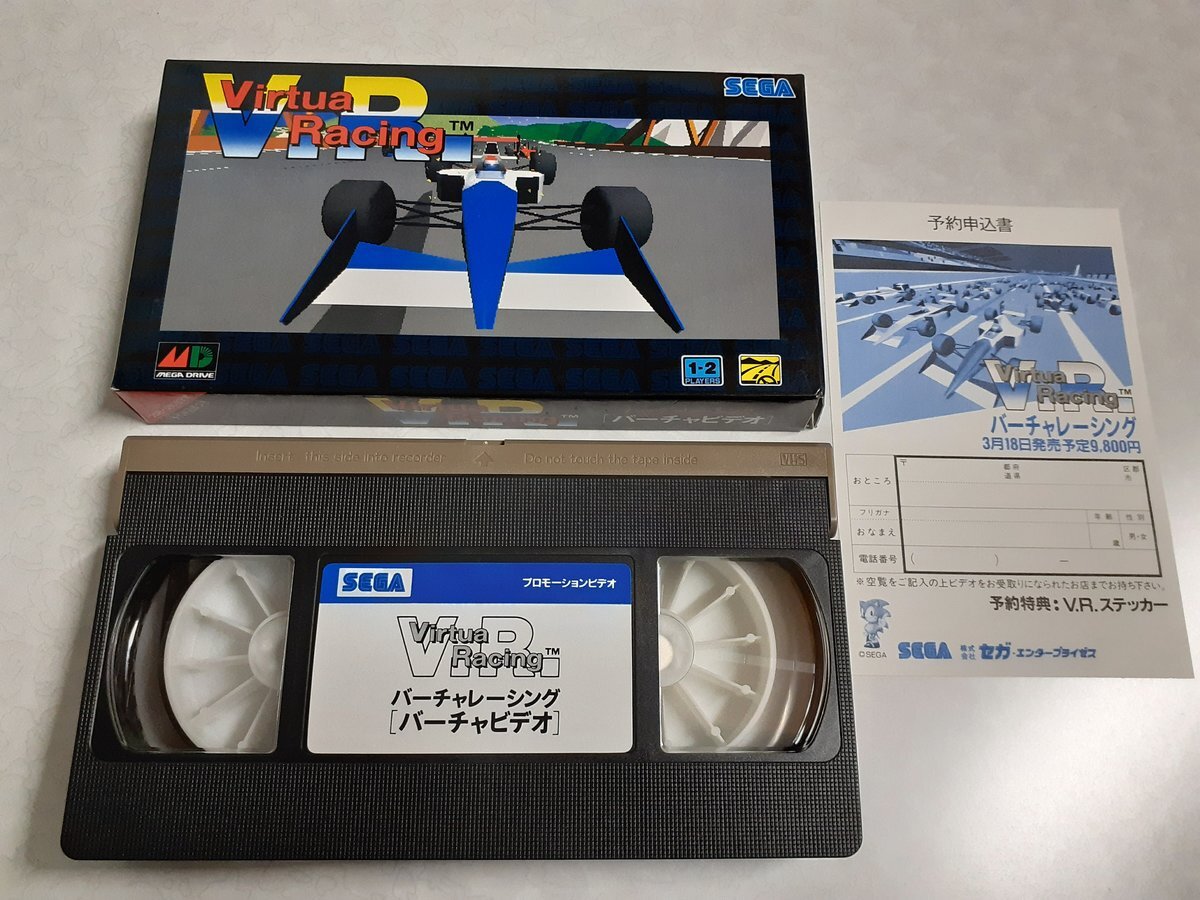 SEGA
V.R.
Virtua
Racing™
MD
MEGA DRIVE
1-2
PLAYERS
Virtua
Racing
V.R.™
[バーチャビデオ]
Insert this side into recorder
Do not touch the tape inside
VHS
SEGA
プロモーションビデオ
V.R.™
Virtua
Racing
バーチャレーシング
[バーチャビデオ]
予約申込書
V.R.™
Virtua
Racing
バーチャレーシング
3月18日発売予定9,800円
おところ
〒
都府
道県
区郡
市
フリガナ
おなまえ
年齢
性別
歳
男・女
電話番号
( ) ー
※空覧をご記入の上ビデオをお受取りになられたお店までお持ち下さい。
予約特典:V.R.ステッカー
©SEGA
SEGA
株式
会社
セガ・エンタープライゼス